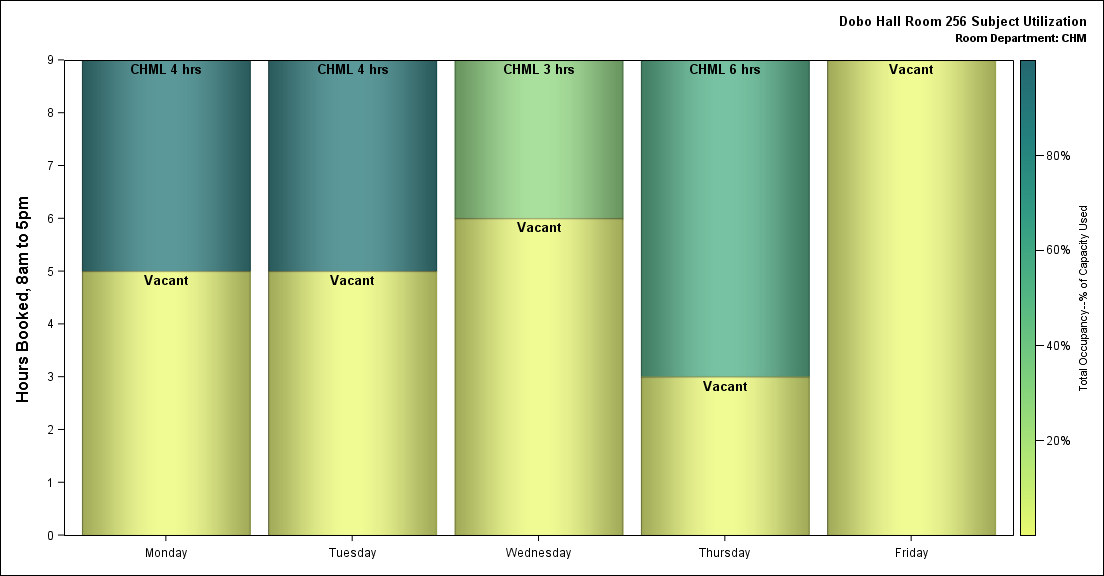 Dobo Hall Room 256 Subject Utilization
Room Department: CHM
Hours Booked, 8am to 5pm
9
8
7
6
5
4
3
2
1
0
CHML 4 hrs
Vacant
CHML 4 hrs
Vacant
CHML 3 hrs
Vacant
CHML 6 hrs
Vacant
Vacant
Monday
Tuesday
Wednesday
Thursday
Friday
80%
60%
40%
20%
Total Occupancy--% of Capacity Used